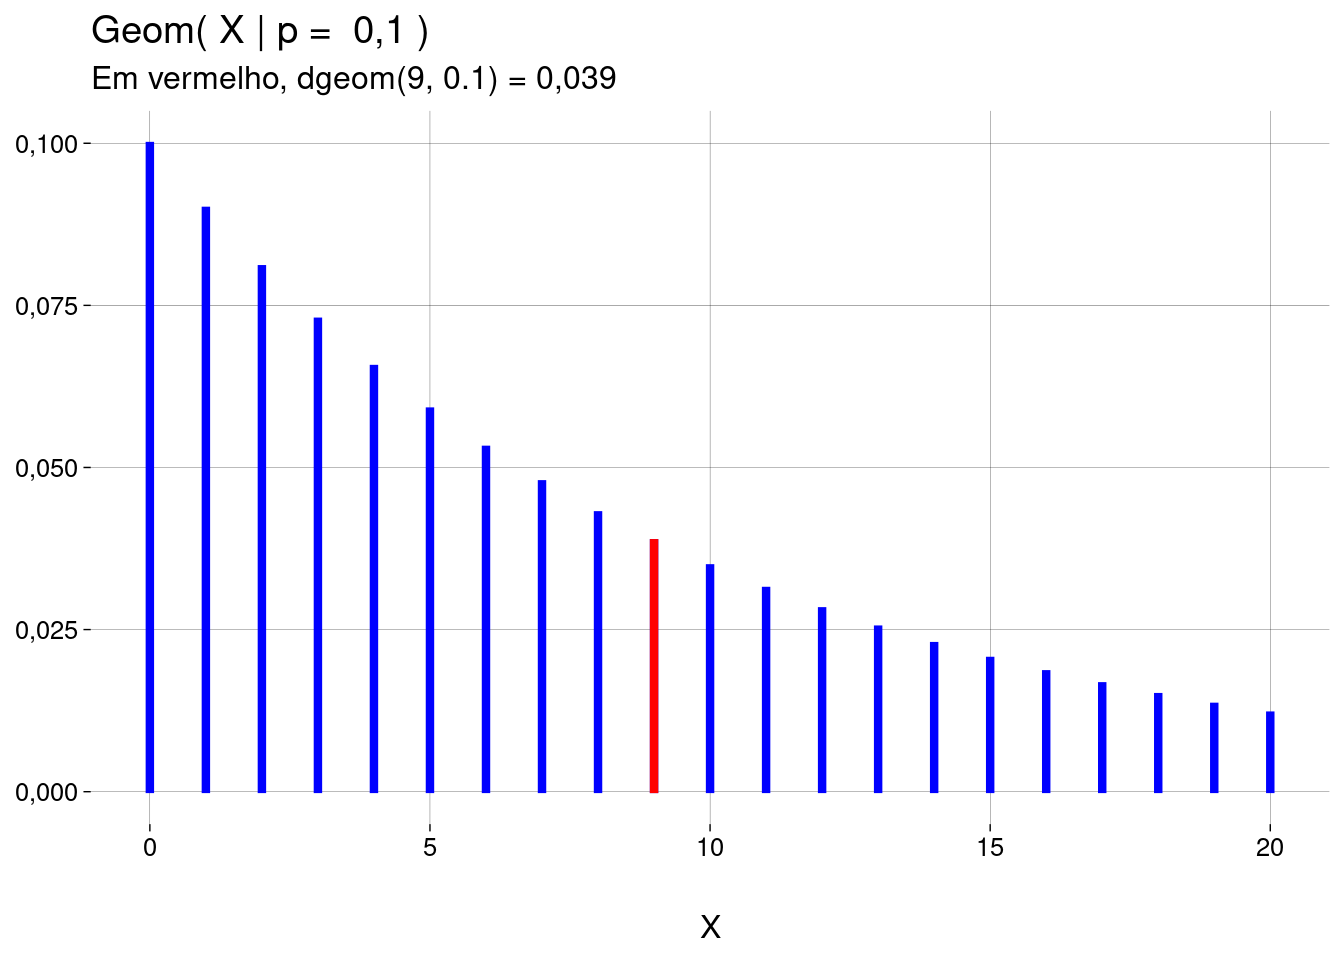 Geom( X | p =  0,1 )
Em vermelho, dgeom(9, 0.1) = 0,039
0,100
0,075
0,050
0,025
0,000
0 5 10 15 20
X